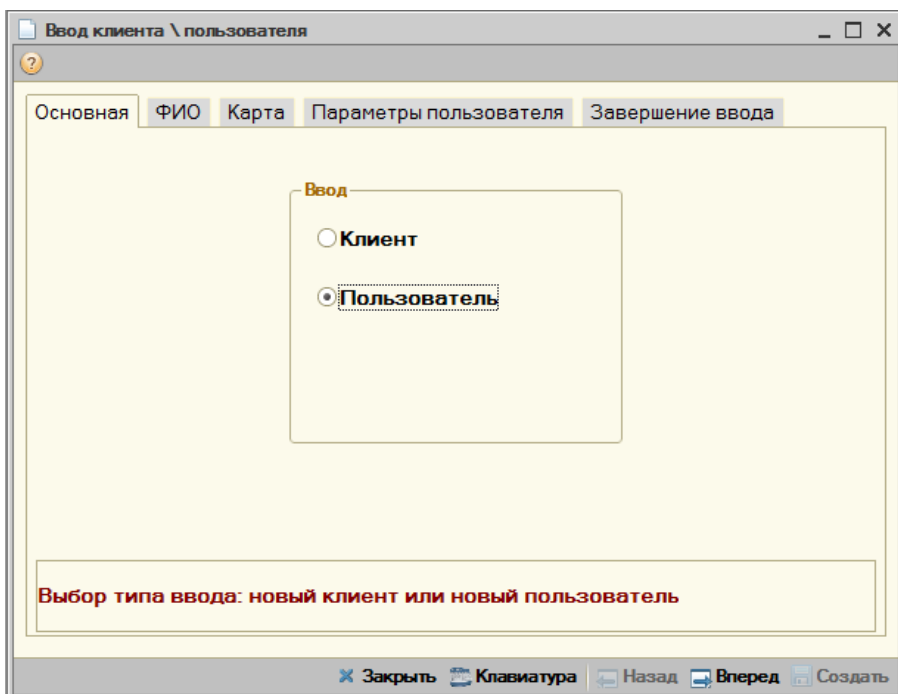 Ввод клиента \ пользователя
Основная ФИО Карта Параметры пользователя Завершение ввода
Ввод
Клиент
Пользователь
Выбор типа ввода: новый клиент или новый пользователь
Закрыть Клавиатура Назад Вперед Создать